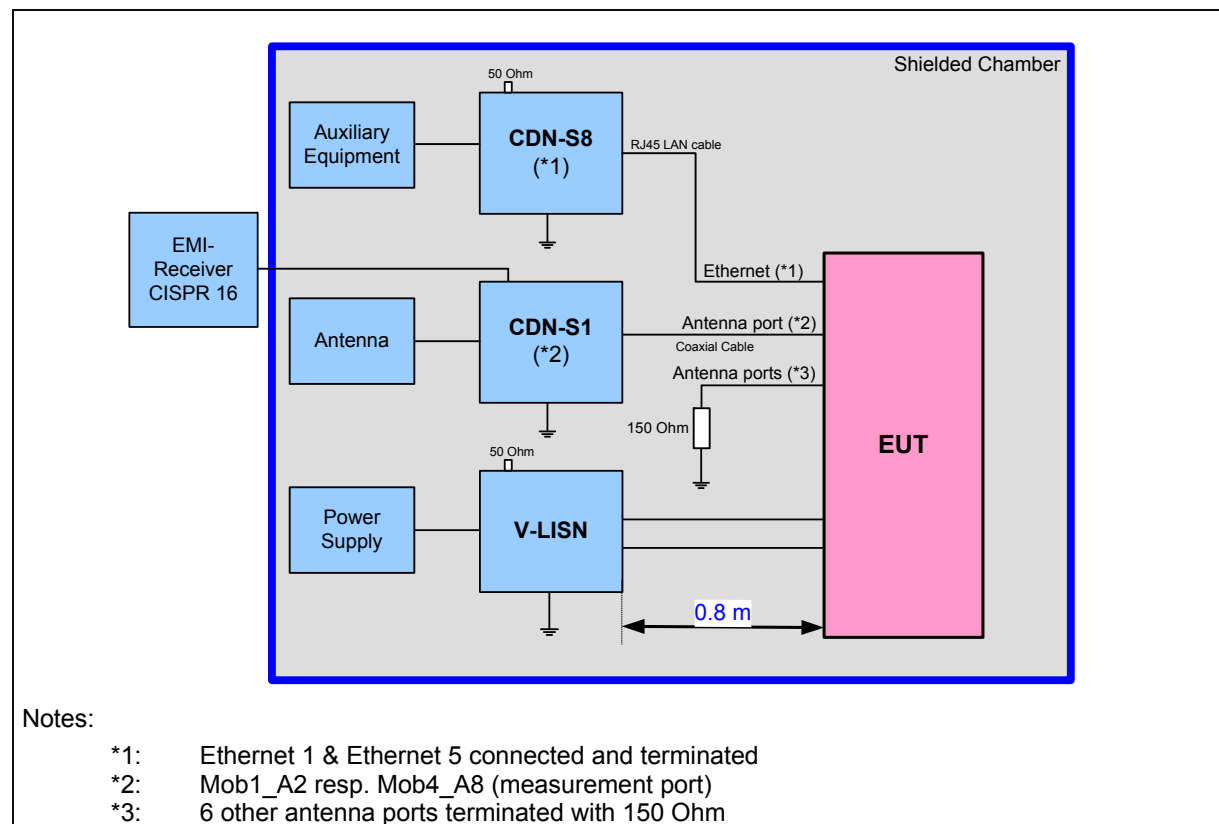 Shielded Chamber
50 Ohm
Auxiliary
Equipment
CDN-S8
(*1)
RJ45 LAN cable
EMI-
Receiver
CISPR 16
Ethernet (*1)
Antenna
CDN-S1
(*2)
Antenna port (*2)
Coaxial Cable
Antenna ports (*3)
150 Ohm
EUT
50 Ohm
Power
Supply
V-LISN
0.8 m
Notes:
*1: Ethernet 1 & Ethernet 5 connected and terminated
*2: Mob1_A2 resp. Mob4_A8 (measurement port)
*3: 6 other antenna ports terminated with 150 Ohm